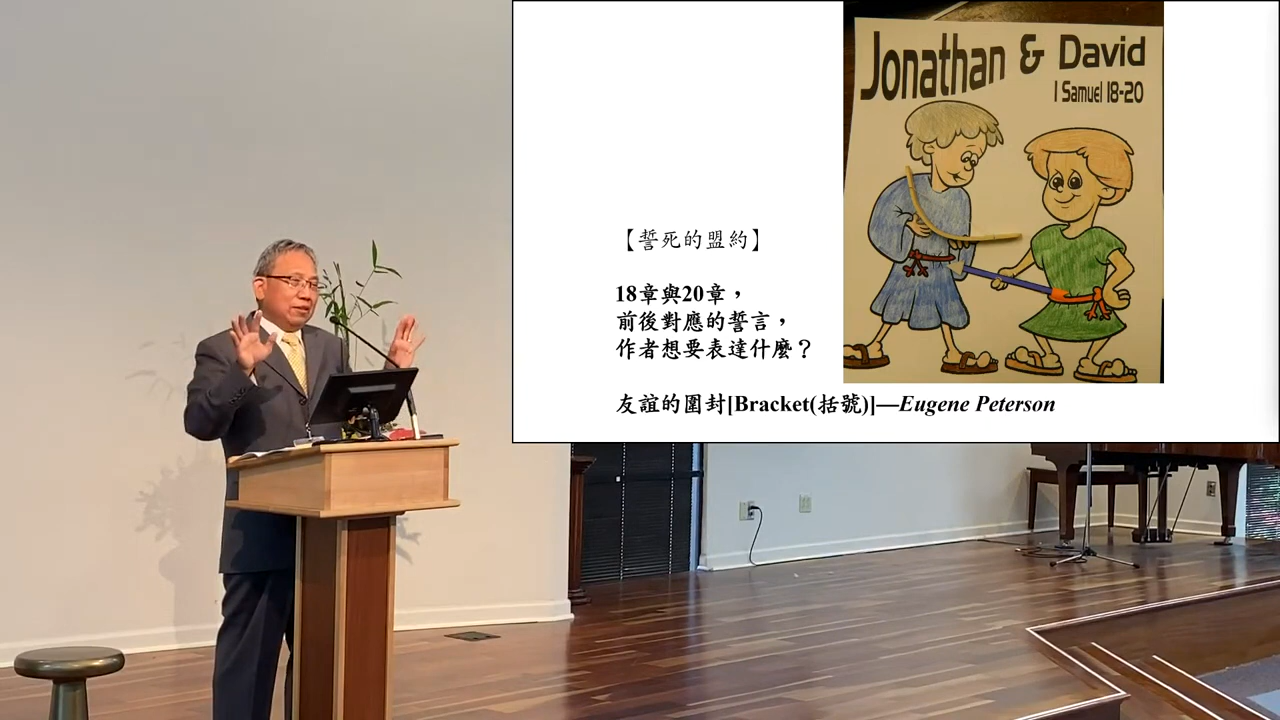 Jonathan & David
I Samuel 18-20
【誓死的盟約】
18章與20章，
前後對應的誓言，
作者想要表達什麼？
友誼的圍封[Bracket(括號)]—Eugene Peterson